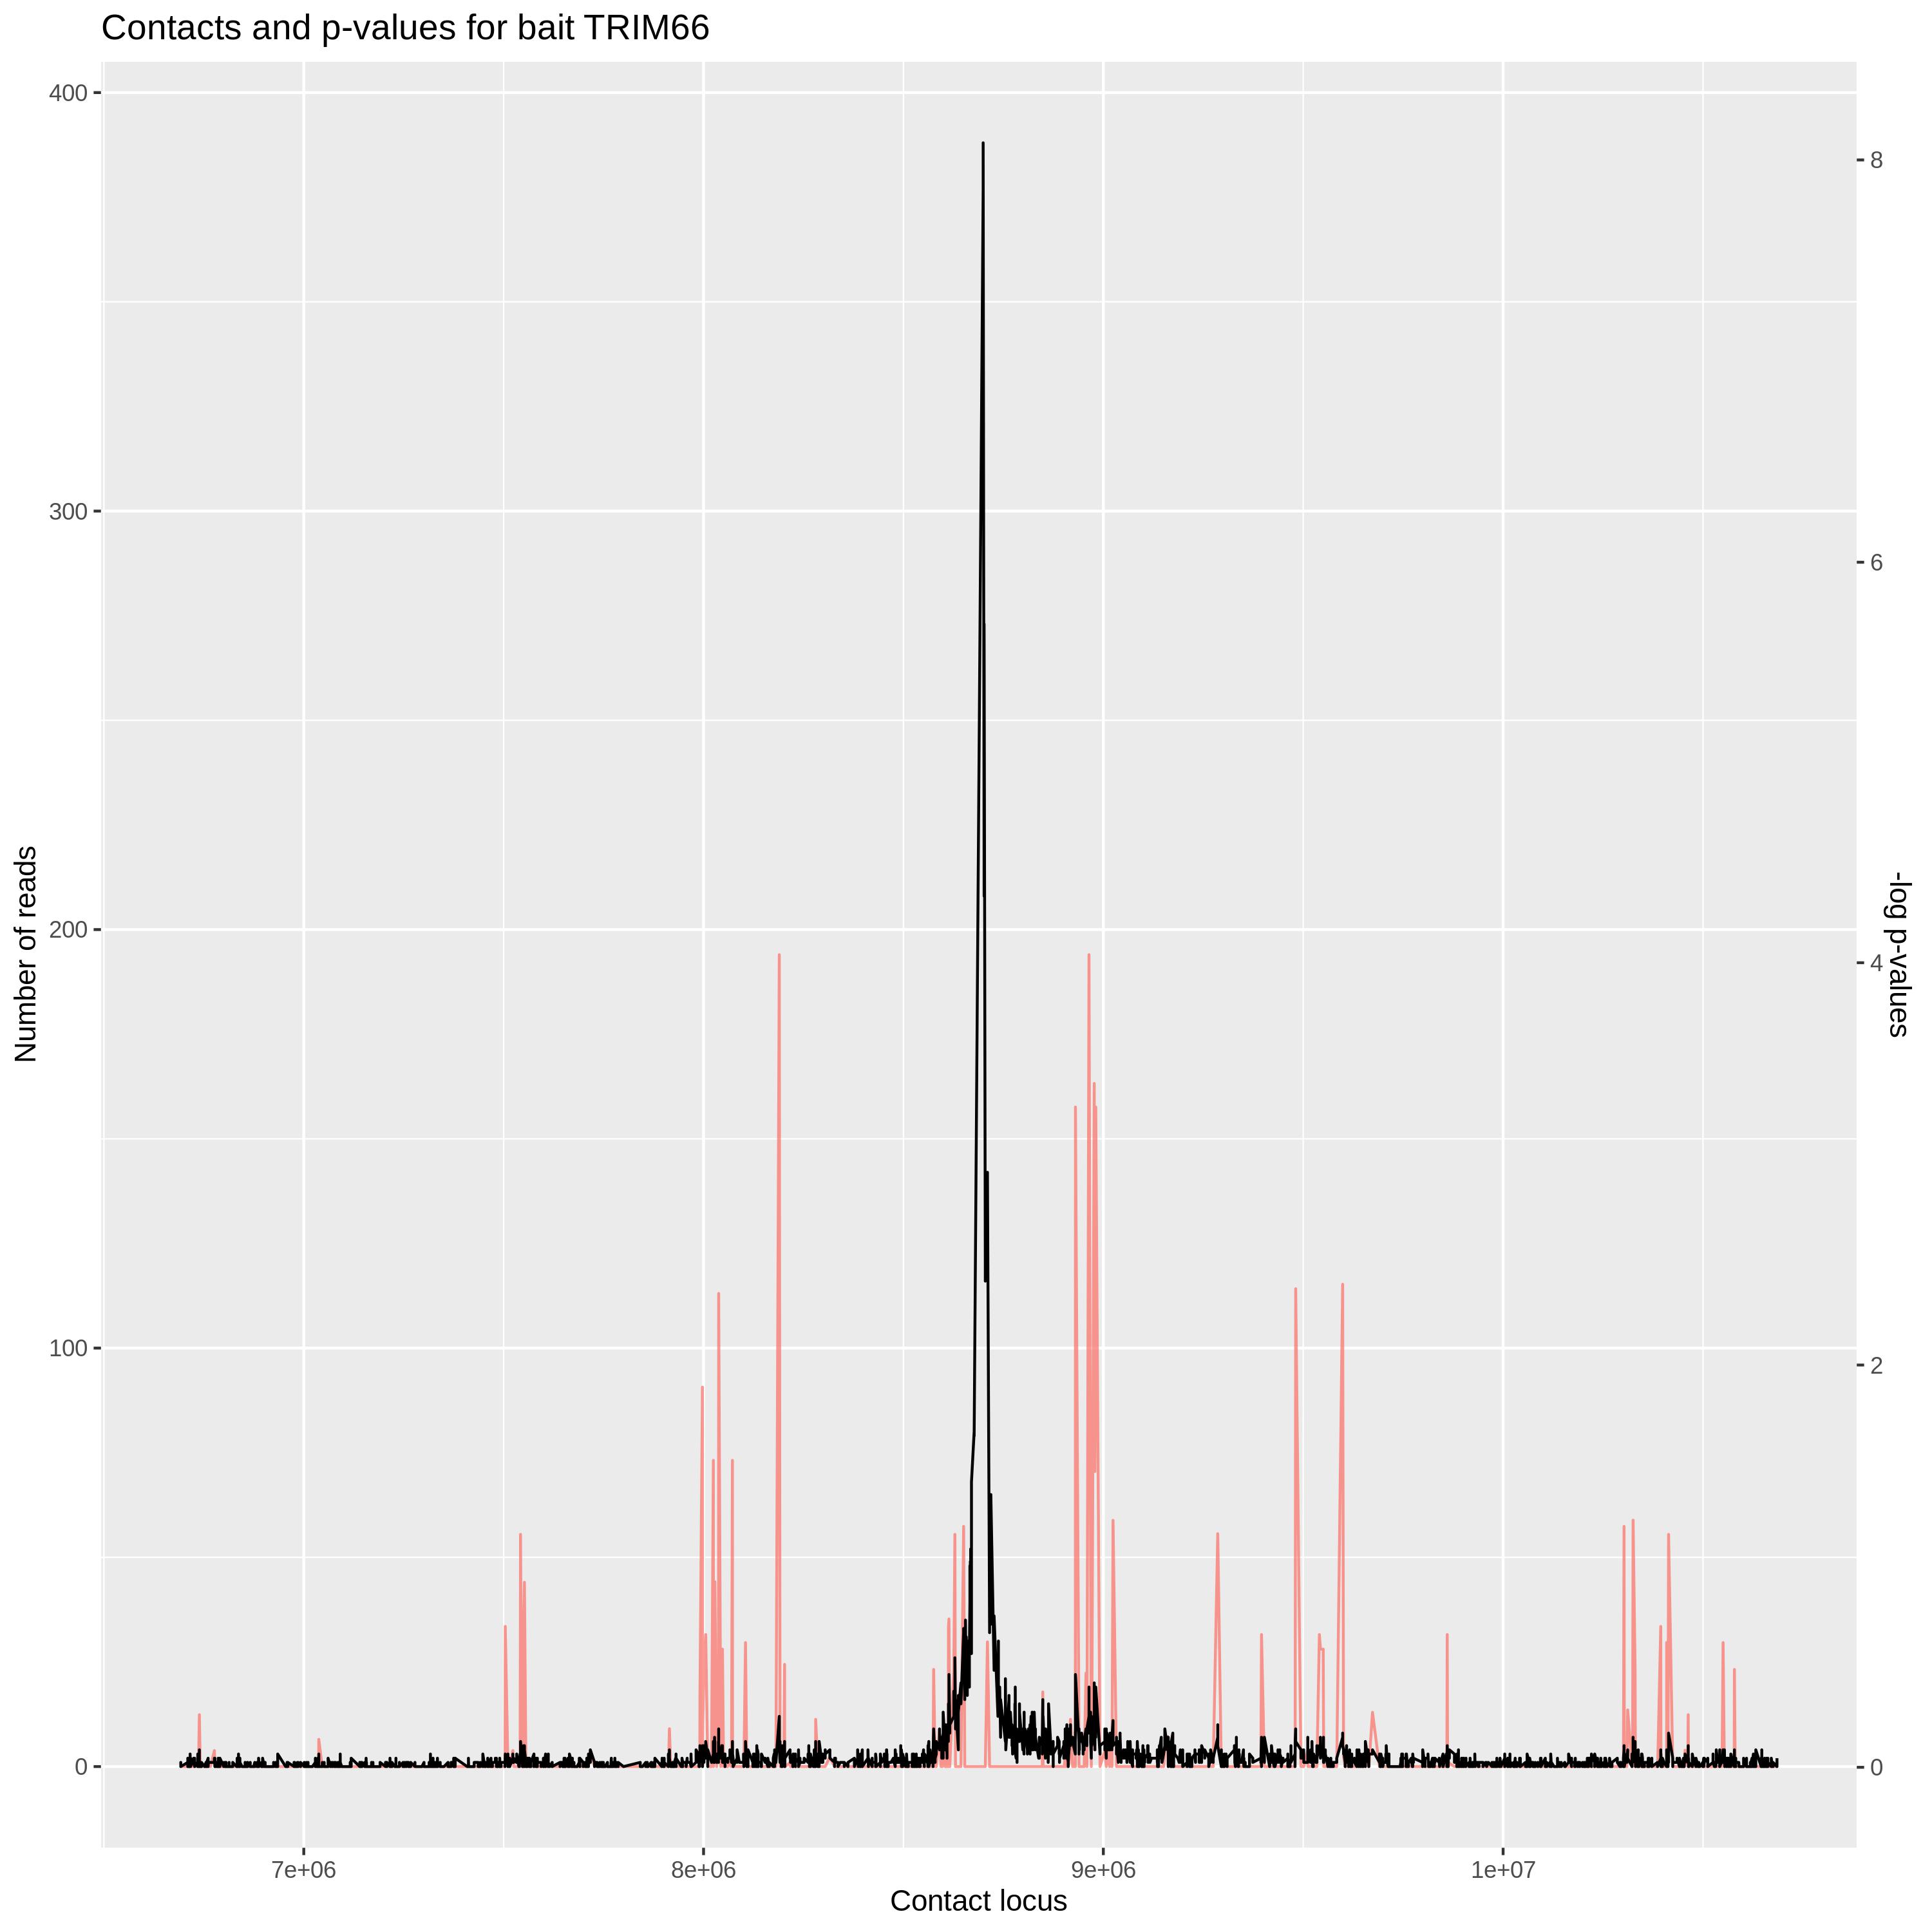 Contacts and p-values for bait TRIM66
400
300
200
100
0
Number of reads
8
6
4
2
0
-log p-values
7e+06
8e+06
9e+06
1e+07
Contact locus